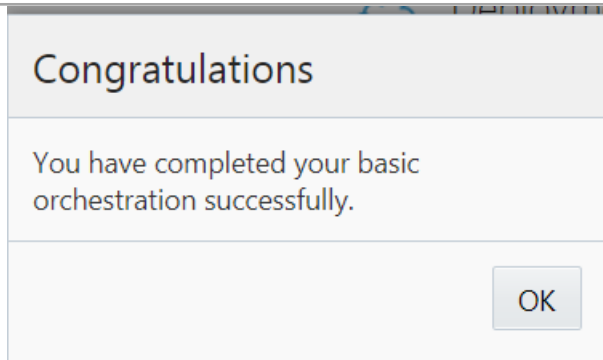 Congratulations
You have completed your basic
orchestration successfully.
OK